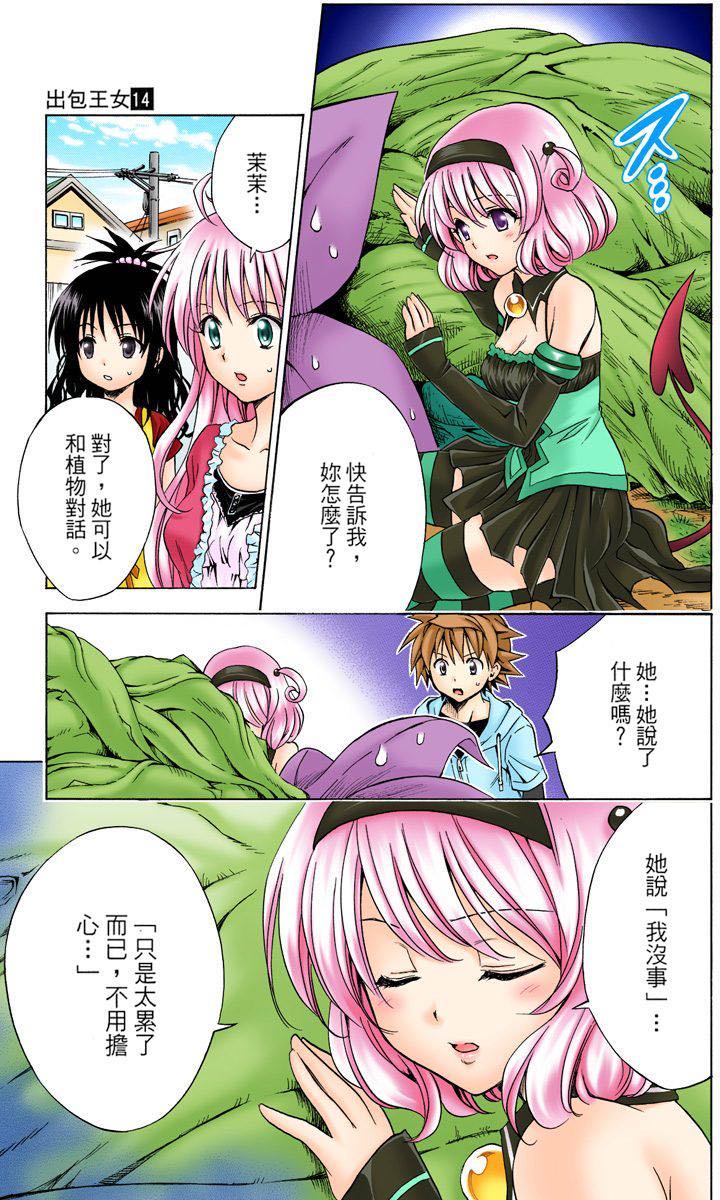 出包王女14
ス…
快告訴我，
妳怎麼了？
茉茉…
對了，她可以
和植物對話。
她…她說了
什麼嗎？
她說「我沒事」…
「只是太累了
而已，不用擔
心…」